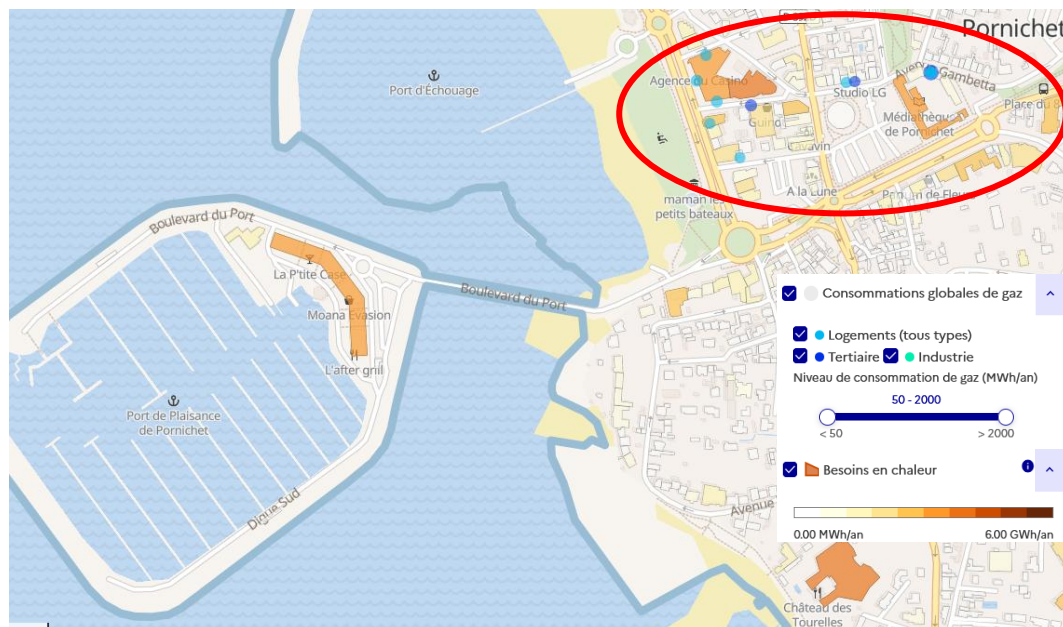 Pornichet
Port d'Échouage
Agence du Casino
Studio LG
Avenue Gambetta
Place du
Guino
Médiathèque
de Pornichet
Cavavin
A la Lune
maman les
petits bateaux
Boulevard du Port
La P'tite Case
Moana Evasion
L'after grill
Boulevard du Port
Port de Plaisance
de Pornichet
Digue Sud
Consommations globales de gaz
Logements (tous types)
Tertiaire Industrie
Niveau de consommation de gaz (MWh/an)
50 - 2000
< 50 > 2000
Besoins en chaleur
0.00 MWh/an 6.00 GWh/an
Avenue
Château des
Tourelles